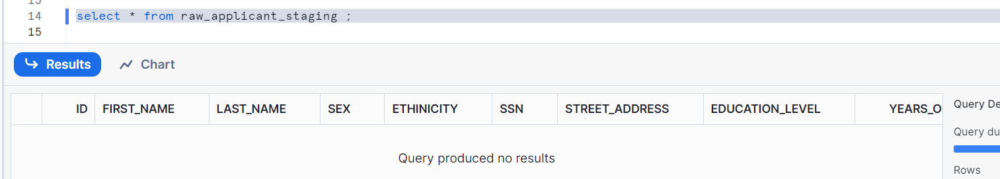 14 select * from raw_applicant_staging ;
15
Results Chart
ID FIRST_NAME LAST_NAME SEX ETHINICITY SSN STREET_ADDRESS EDUCATION_LEVEL YEARS_O
Query De
Query du
Query produced no results
Rows